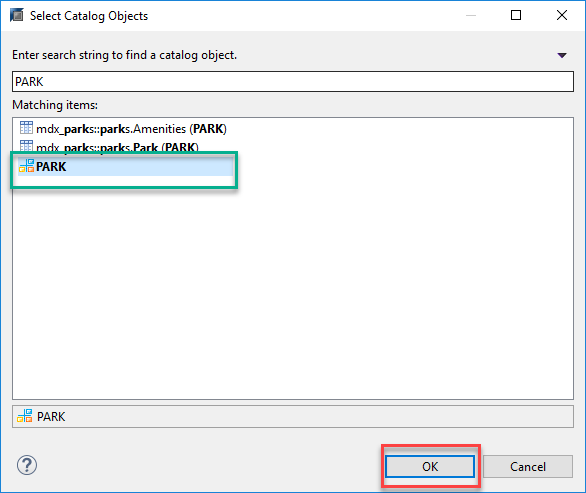 Select Catalog Objects
Enter search string to find a catalog object.
PARK
Matching items:
mdx_parks::parks.Amenities (PARK)
mdx_parks::parks.Park (PARK)
PARK
PARK
?
OK
Cancel